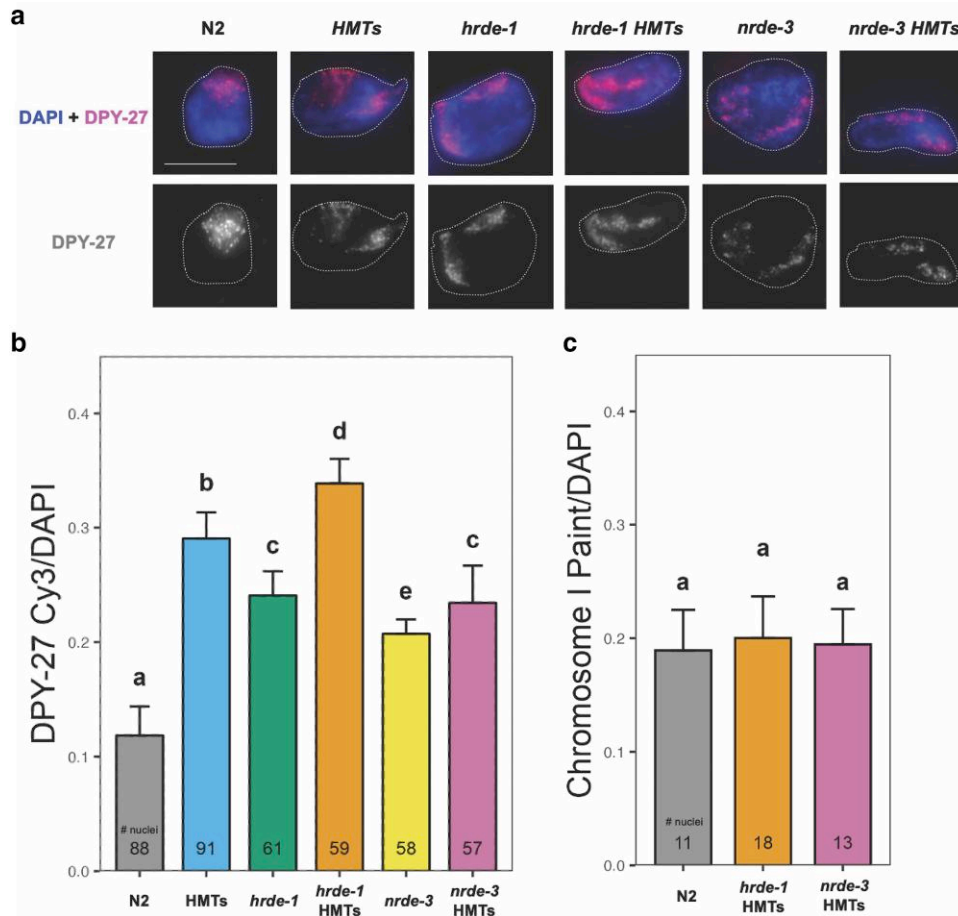 a
N2 HMTs hrde-1 hrde-1 HMTs nrde-3 nrde-3 HMTs
DAPI + DPY-27
DPY-27
b
DPY-27 Cy3/DAPI
0.4
0.3
0.2
0.1
0.0
a b c d e c
# nuclei
88 91 61 59 58 57
N2 HMTs hrde-1 hrde-1 HMTs nrde-3 nrde-3 HMTs
c
Chromosome I Paint/DAPI
0.4
0.3
0.2
0.1
0.0
a a a
# nuclei
11 18 13
N2 hrde-1 HMTs nrde-3 HMTs